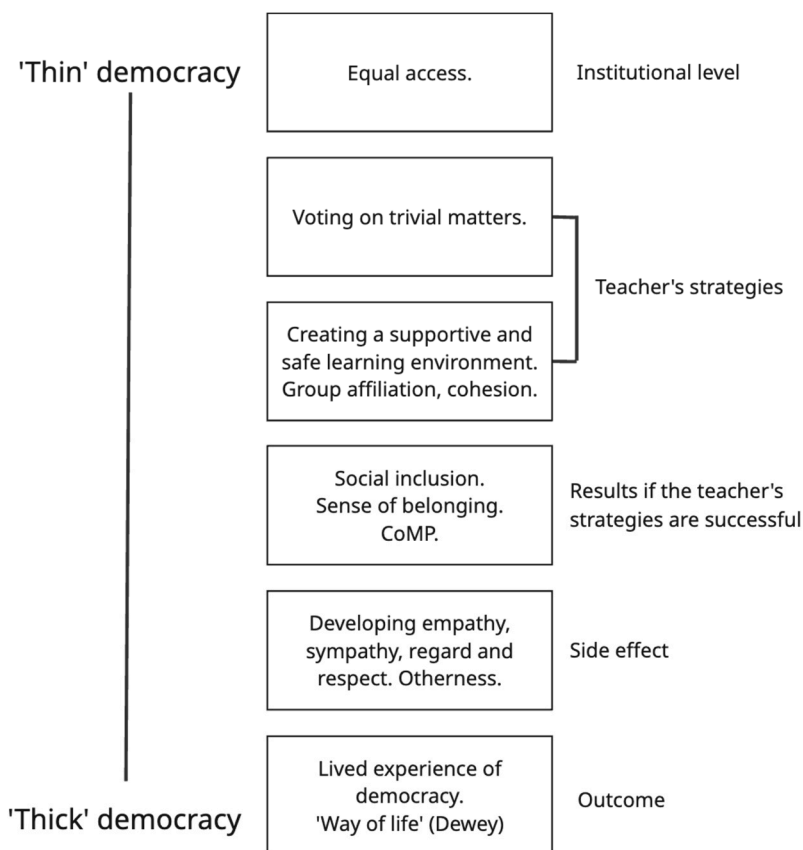 'Thin' democracy
Equal access.
Institutional level
Voting on trivial matters.
Teacher's strategies
Creating a supportive and
safe learning environment.
Group affiliation, cohesion.
Social inclusion.
Sense of belonging.
CoMP.
Results if the teacher's
strategies are successful
Developing empathy,
sympathy, regard and
respect. Otherness.
Side effect
Lived experience of
democracy.
'Way of life' (Dewey)
Outcome
'Thick' democracy